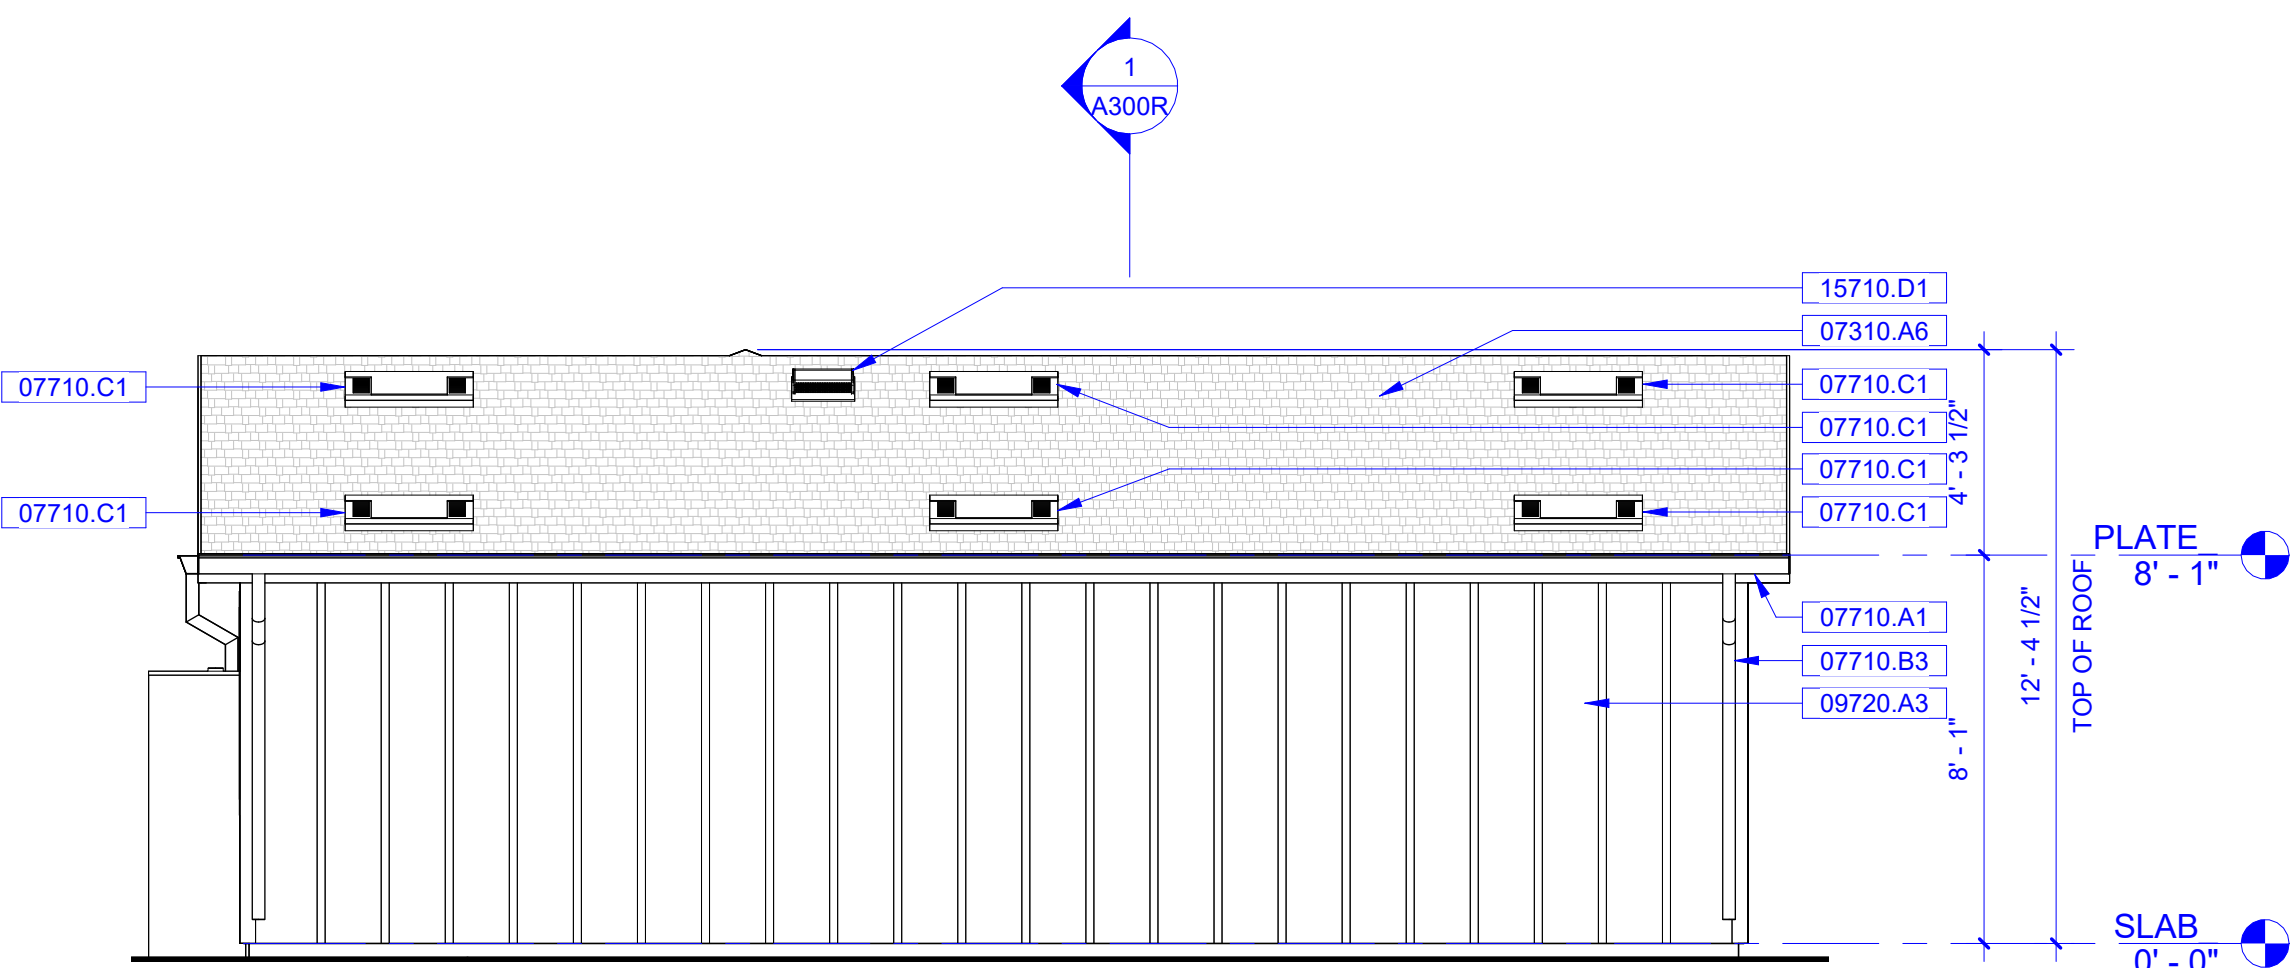 1
A300R
15710.D1
07310.A6
07710.C1
07710.C1
07710.C1
07710.C1
07710.C1
07710.C1
4' - 3 1/2"
PLATE
8' - 1"
07710.A1
07710.B3
09720.A3
8' - 1"
12' - 4 1/2"
TOP OF ROOF
SLAB
0' - 0"